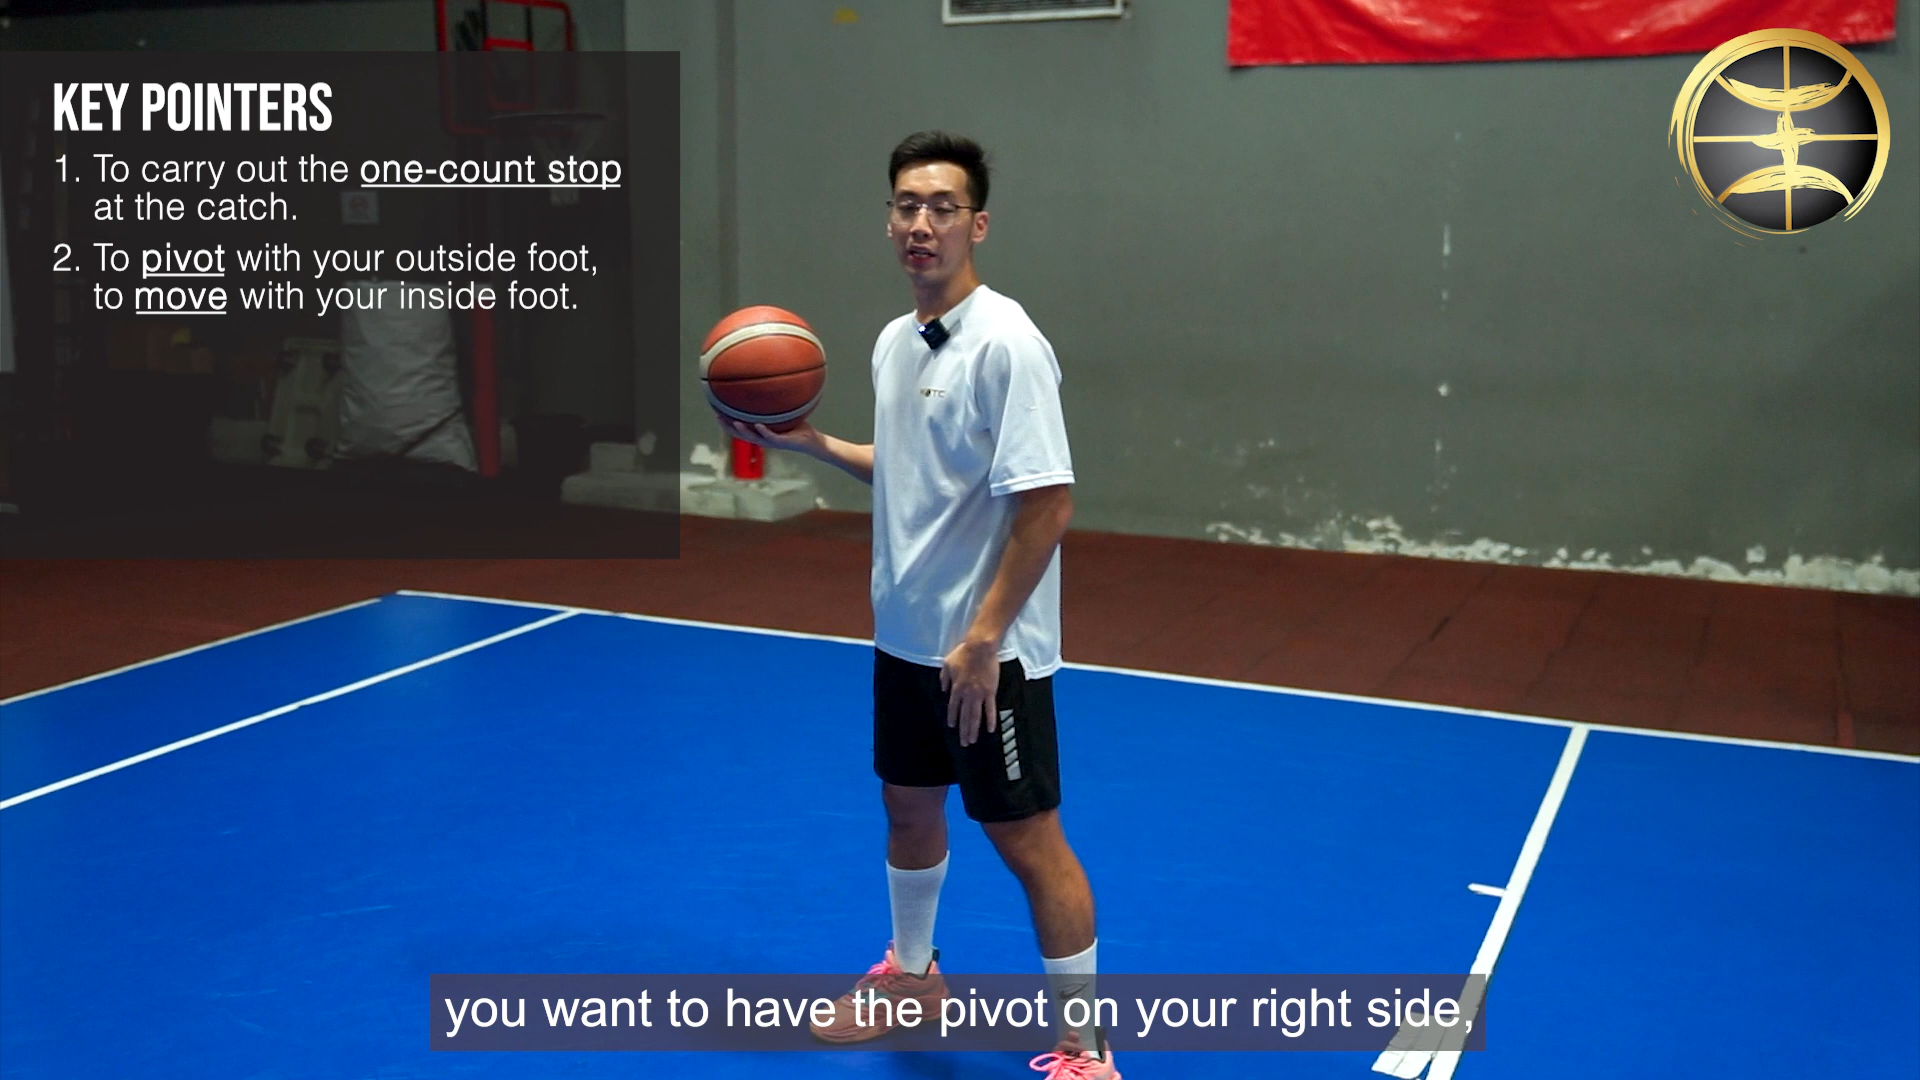 KEY POINTERS
1. To carry out the one-count stop
at the catch.
2. To pivot with your outside foot,
to move with your inside foot.
you want to have the pivot on your right side,